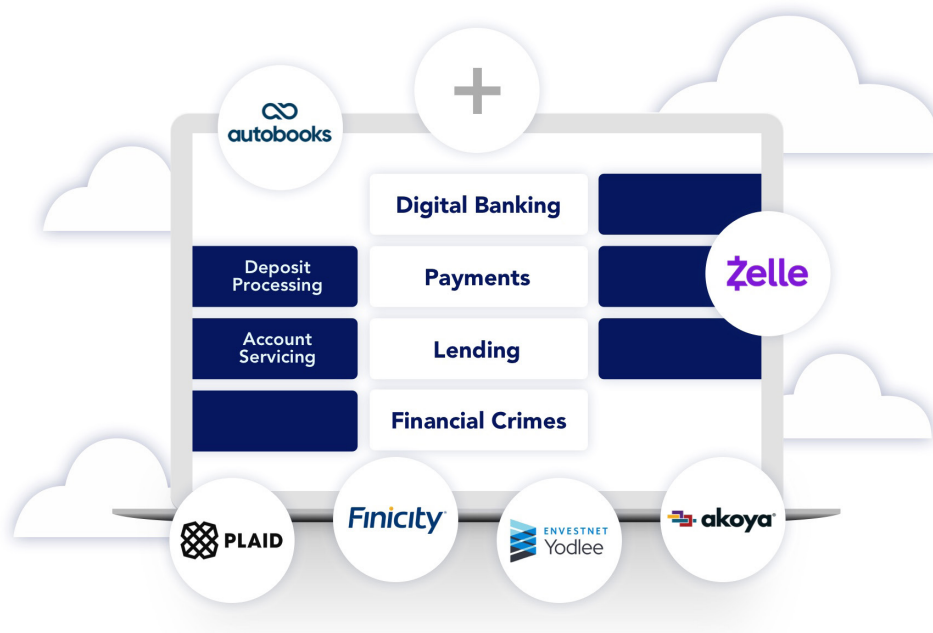 autobooks
Digital Banking
Deposit
Processing
Payments
Zelle
Account
Servicing
Lending
Financial Crimes
PLAID
Finicity
ENVESTNET
Yodlee
akoya